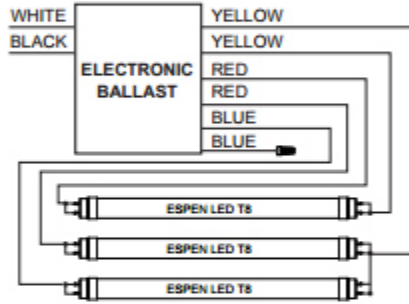 WHITE
BLACK
ELECTRONIC
BALLAST
YELLOW
YELLOW
RED
RED
BLUE
BLUE
ESPEN LED T8
ESPEN LED T8
ESPEN LED T8